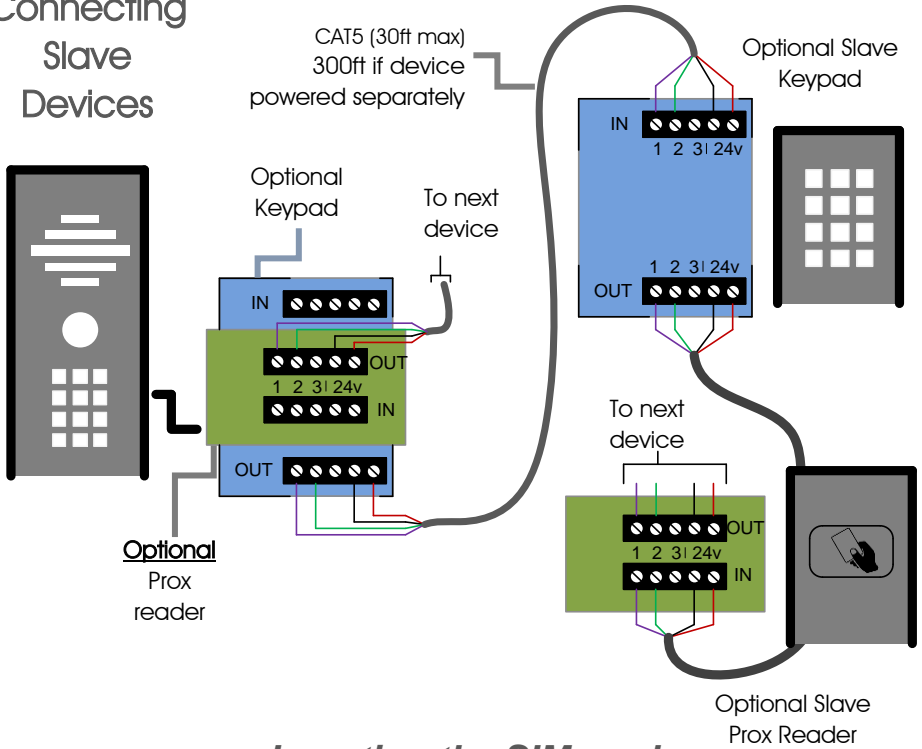 Connecting
Slave
Devices
CAT5 (30ft max)
300ft if device
powered separately
Optional Slave
Keypad
IN
1 2 3 24v
1 2 3 24v
OUT
Optional
Keypad
To next
device
IN
OUT
1 2 3 24v
IN
OUT
Optional
Prox
reader
To next
device
OUT
1 2 3 24v
IN
Optional Slave
Prox Reader